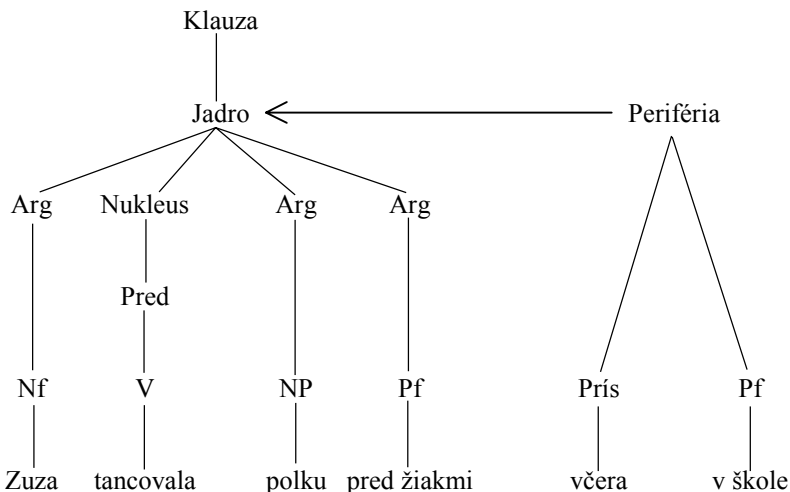 Klauza
Jadro Periféria
Arg Nukleus Arg Arg
Pred
Nf V NP Pf Prís Pf
Zuza tancovala polku pred žiakmi včera v škole